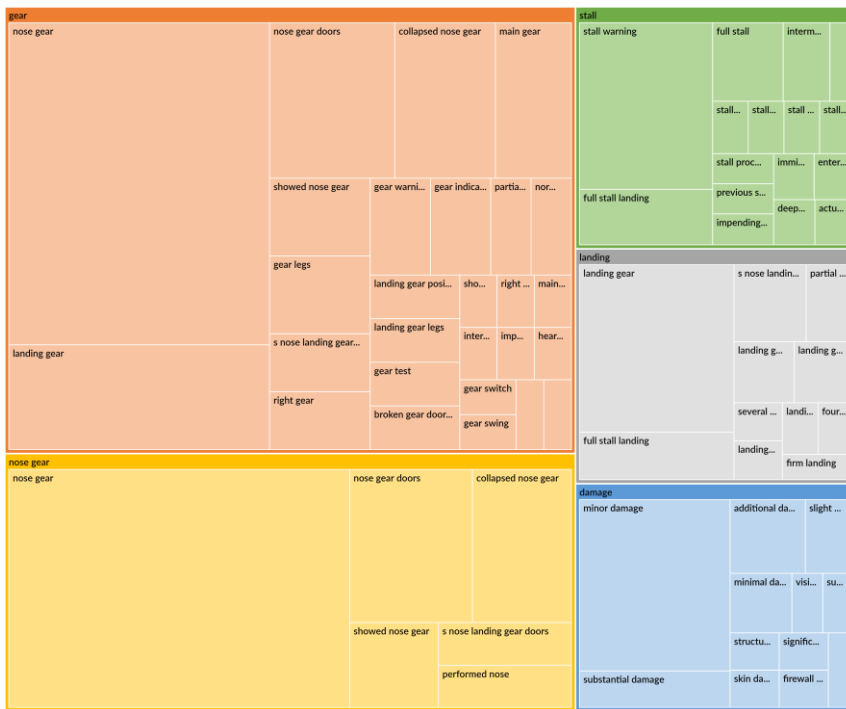 gear
nose gear
nose gear doors
collapsed nose gear
main gear
showed nose gear
gear warni...
gear indica...
partia...
nor...
gear legs
landing gear posi...
sho...
right ...
main...
landing gear legs
s nose landing gear...
inter...
imp...
hear...
landing gear
gear test
gear switch
right gear
broken gear door...
gear swing
nose gear
nose gear
nose gear doors
collapsed nose gear
showed nose gear
s nose landing gear doors
performed nose
stall
stall warning
full stall
interm...
stall...
stall...
stall ...
stall...
stall proc...
immi...
enter...
full stall landing
previous s...
deep...
actu...
impending...
landing
landing gear
s nose landin...
partial ...
landing g...
landing g...
several ...
landi...
four...
full stall landing
landing...
firm landing
damage
minor damage
additional da...
slight ...
minimal da...
visi...
su...
structu...
signific...
substantial damage
skin da...
firewall ...